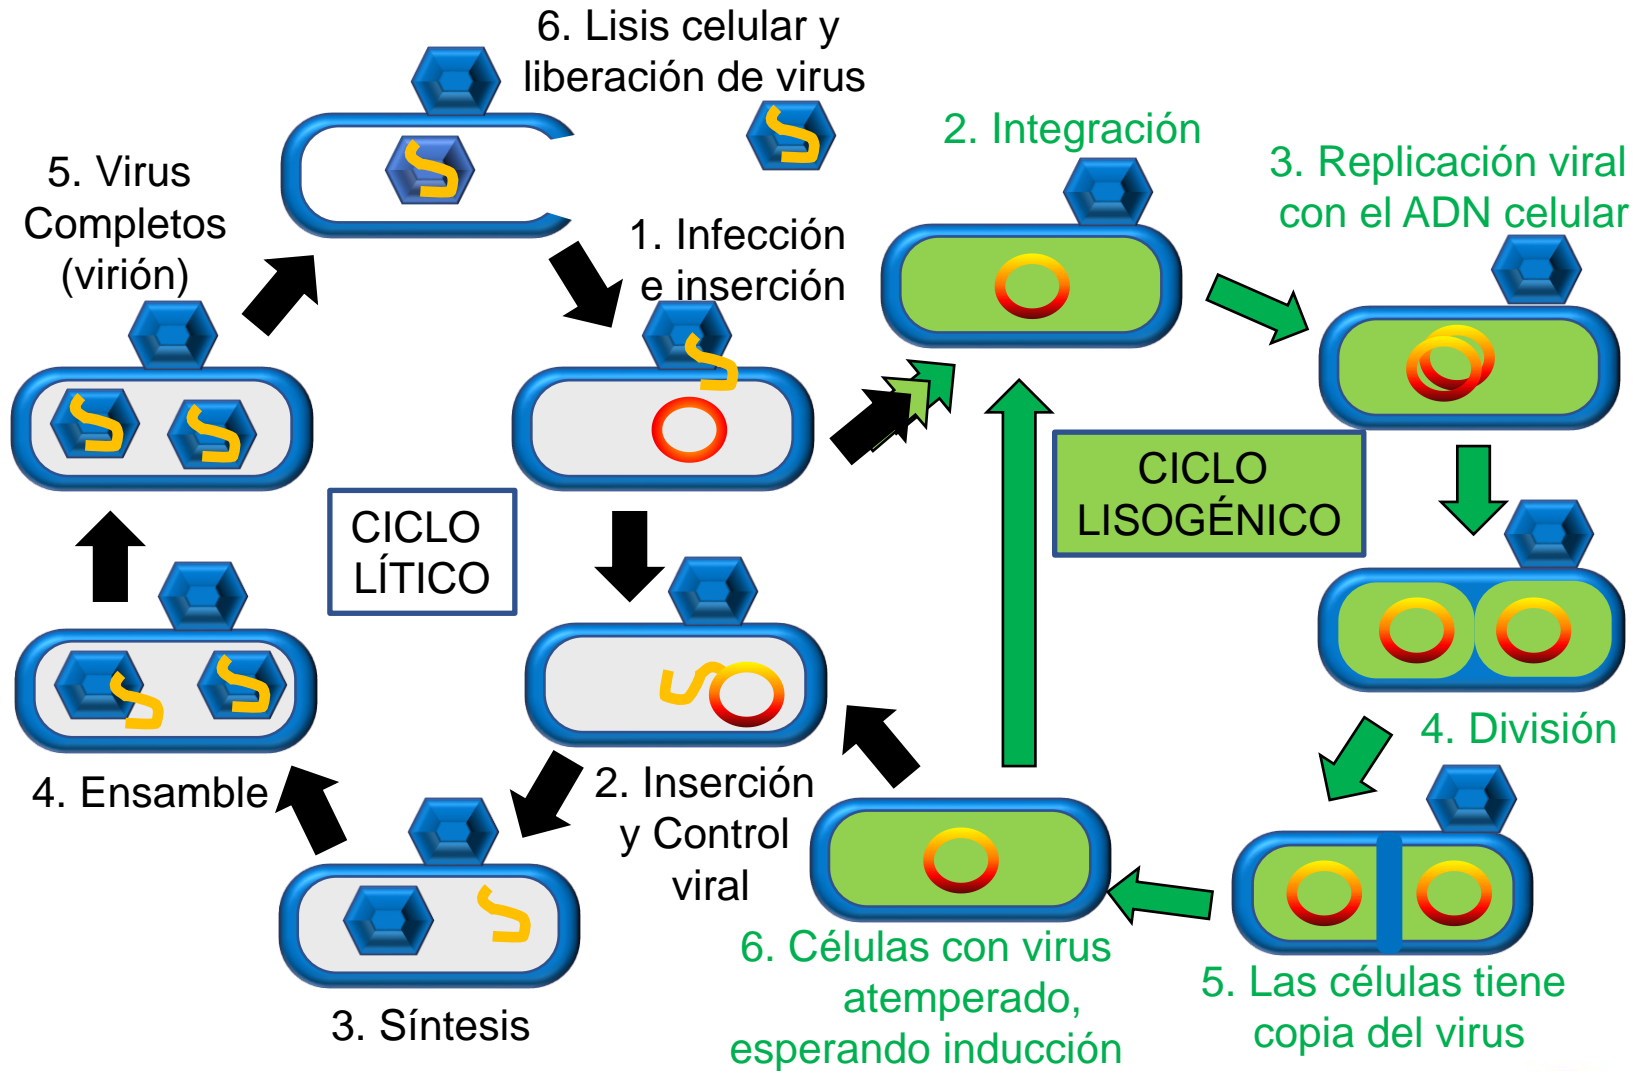 6. Lisis celular y
liberación de virus
5. Virus
Completos
(virión)
1. Infección
e inserción
CICLO
LÍTICO
4. Ensamble
2. Inserción
y Control
viral
3. Síntesis
2. Integración
3. Replicación viral
con el ADN celular
CICLO
LISOGÉNICO
4. División
5. Las células tiene
copia del virus
6. Células con virus
atemperado,
esperando inducción